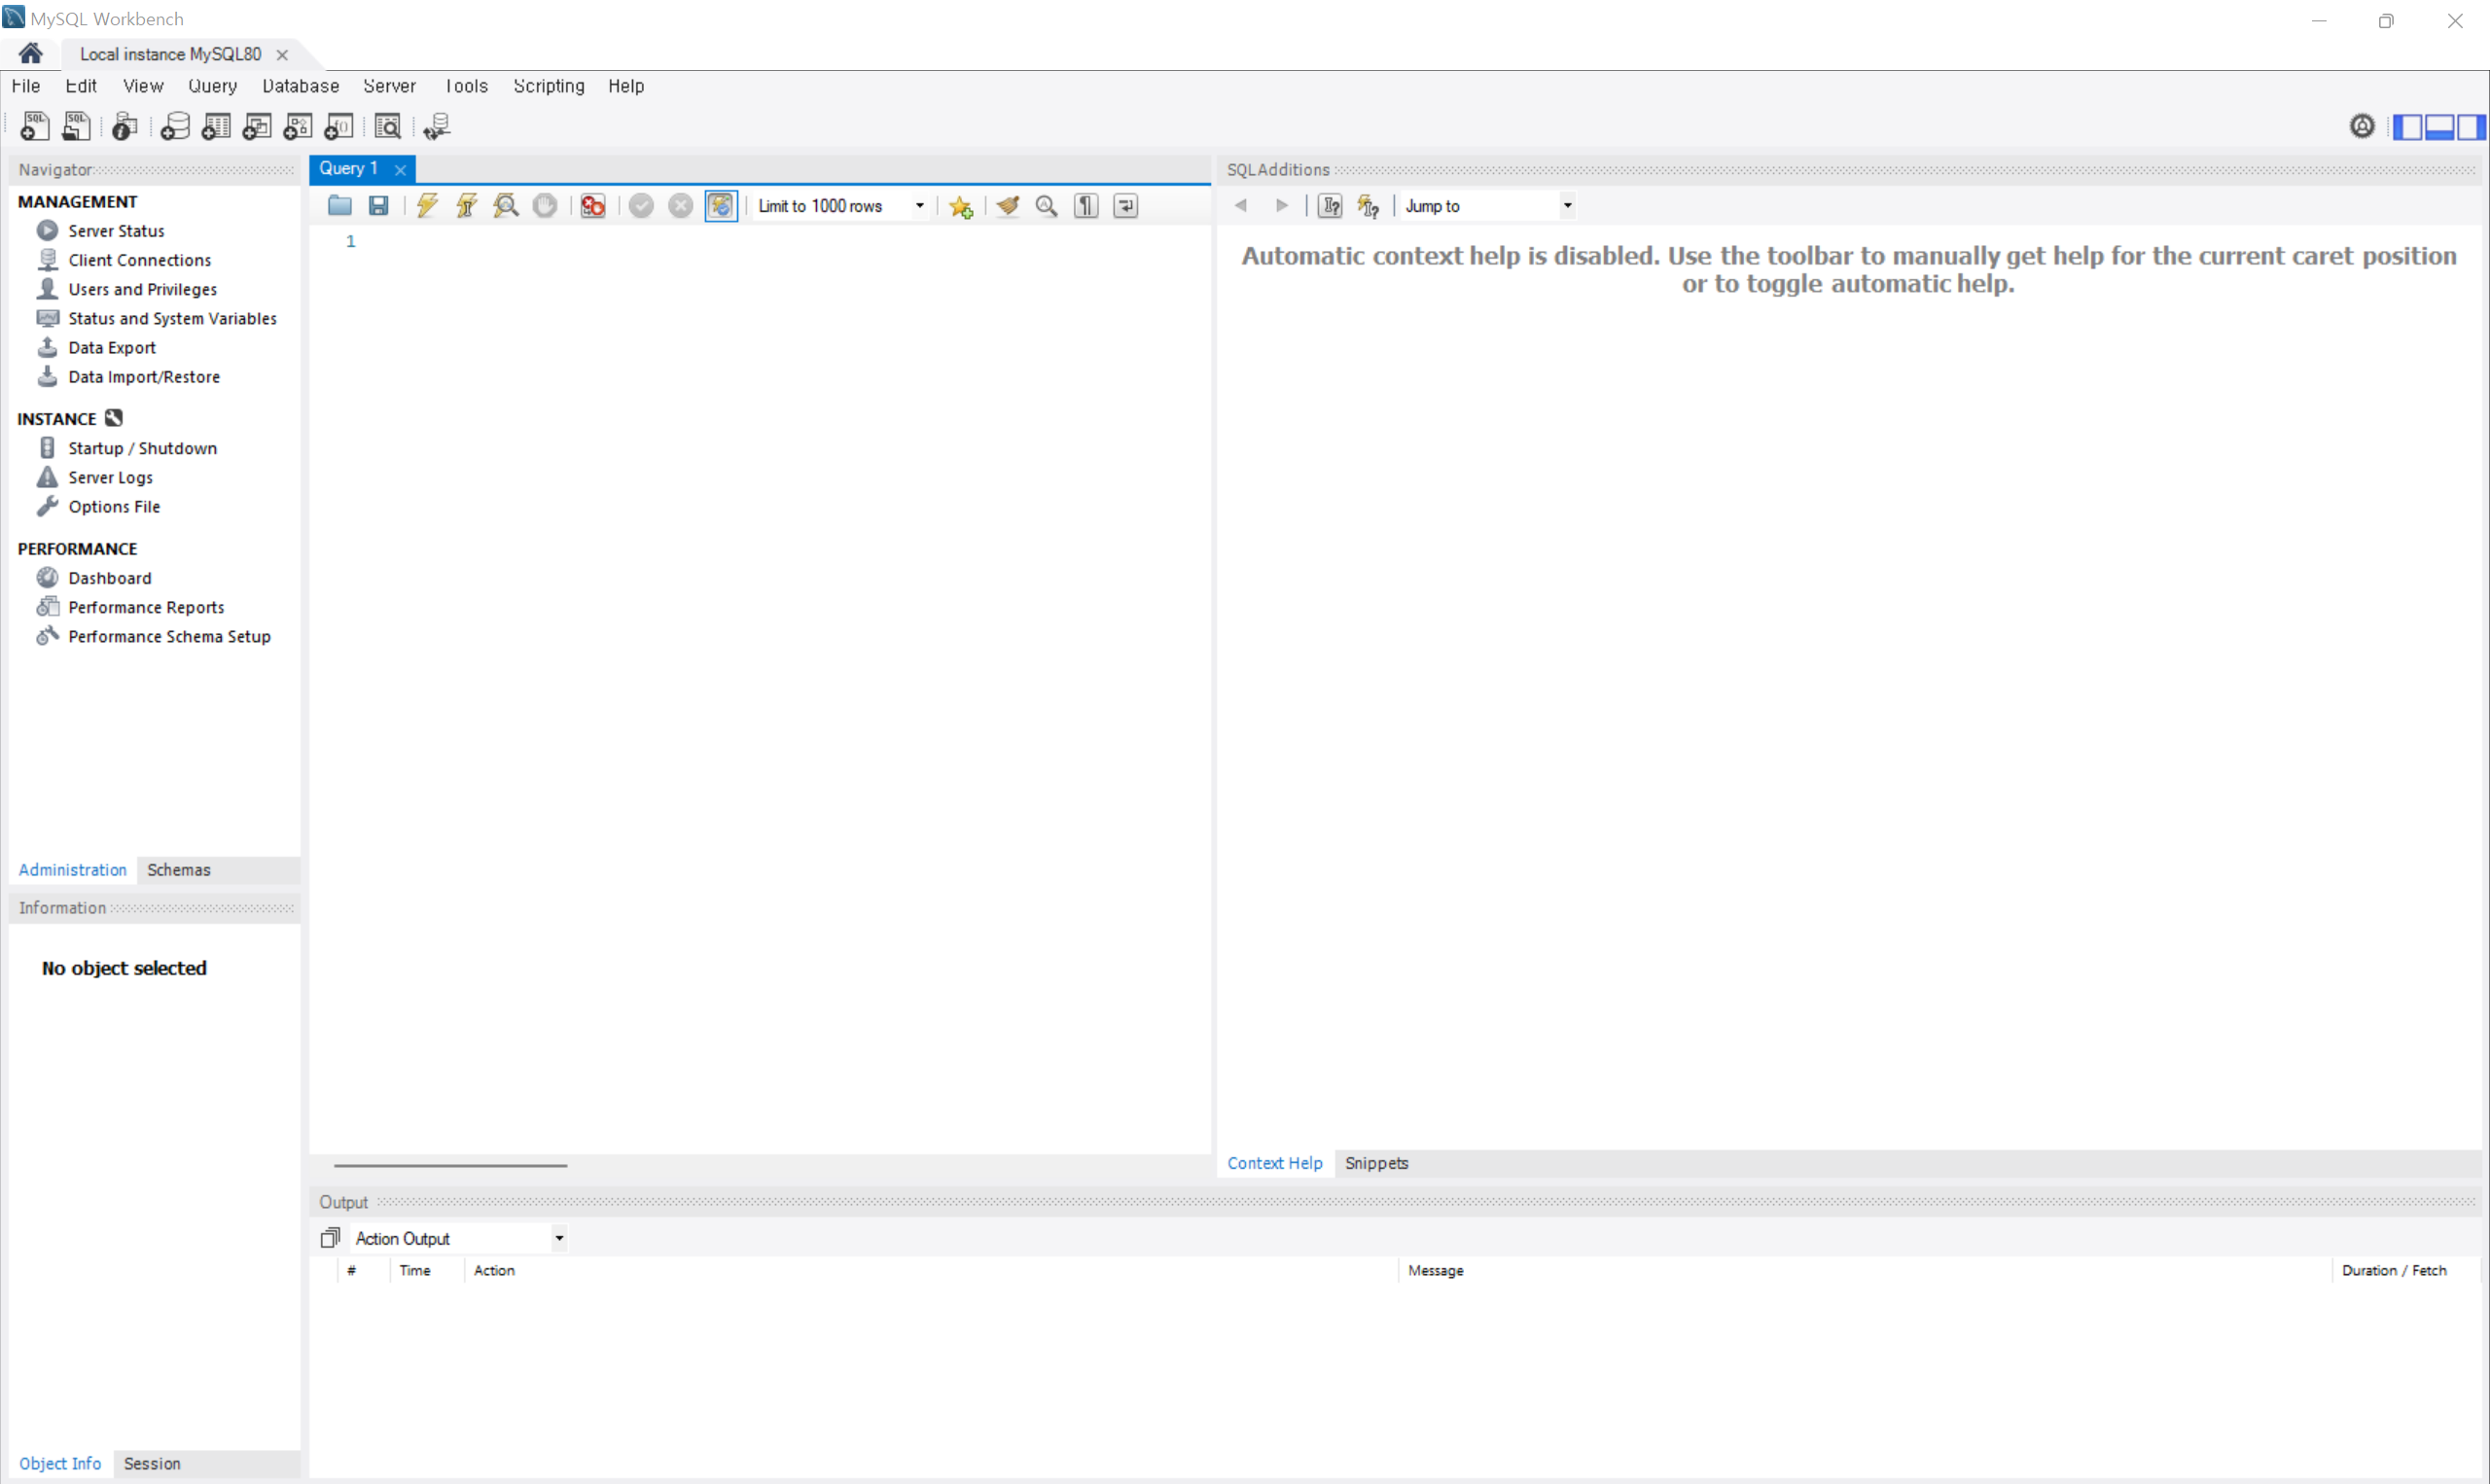 MySQL Workbench
Local instance MySQL80
File Edit View Query Database Server Tools Scripting Help
Navigator
MANAGEMENT
Server Status
Client Connections
Users and Privileges
Status and System Variables
Data Export
Data Import/Restore
INSTANCE
Startup / Shutdown
Server Logs
Options File
PERFORMANCE
Dashboard
Performance Reports
Performance Schema Setup
Administration Schemas
Information
No object selected
Object Info Session
Query 1
Limit to 1000 rows
1
SQLAdditions
Jump to
Automatic context help is disabled. Use the toolbar to manually get help for the current caret position
or to toggle automatic help.
Context Help Snippets
Output
Action Output
# Time Action Message Duration / Fetch